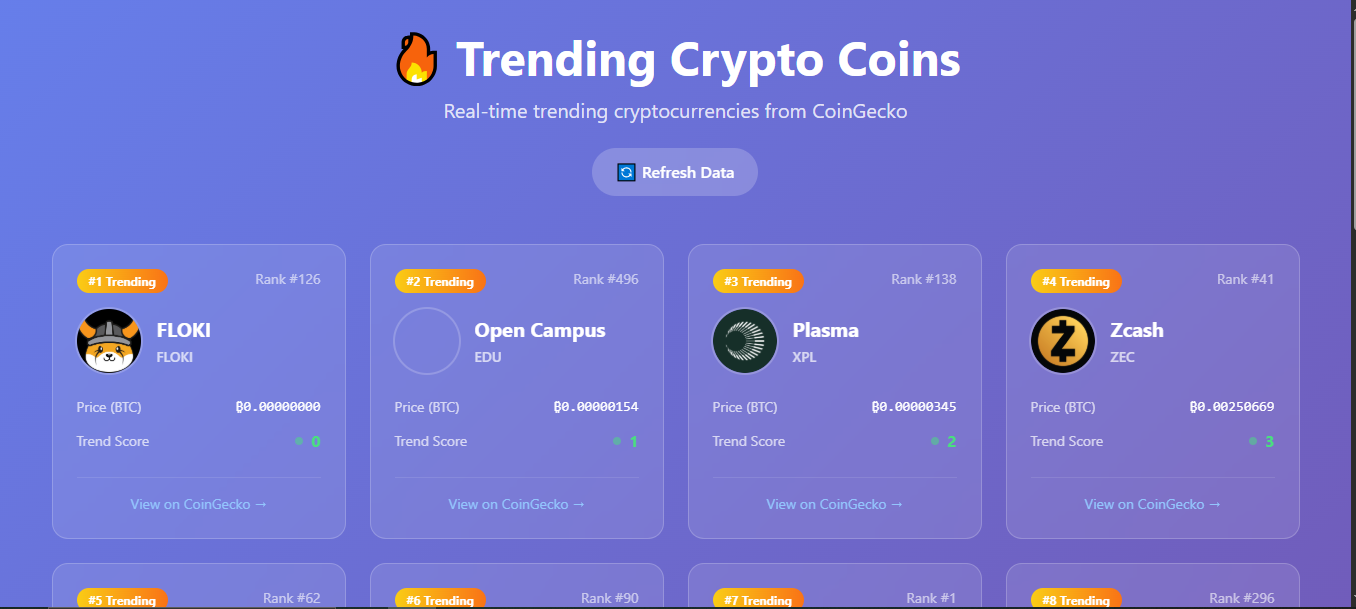 Trending Crypto Coins
Real-time trending cryptocurrencies from CoinGecko
Refresh Data
#1 Trending Rank #126
FLOKI
FLOKI
Price (BTC) ₿0.00000000
Trend Score 0
View on CoinGecko →
#2 Trending Rank #496
Open Campus
EDU
Price (BTC) ₿0.00000154
Trend Score 1
View on CoinGecko →
#3 Trending Rank #138
Plasma
XPL
Price (BTC) ₿0.00000345
Trend Score 2
View on CoinGecko →
#4 Trending Rank #41
Zcash
ZEC
Price (BTC) ₿0.00250669
Trend Score 3
View on CoinGecko →
#5 Trending Rank #62
#6 Trending Rank #90
#7 Trending Rank #1
#8 Trending Rank #296